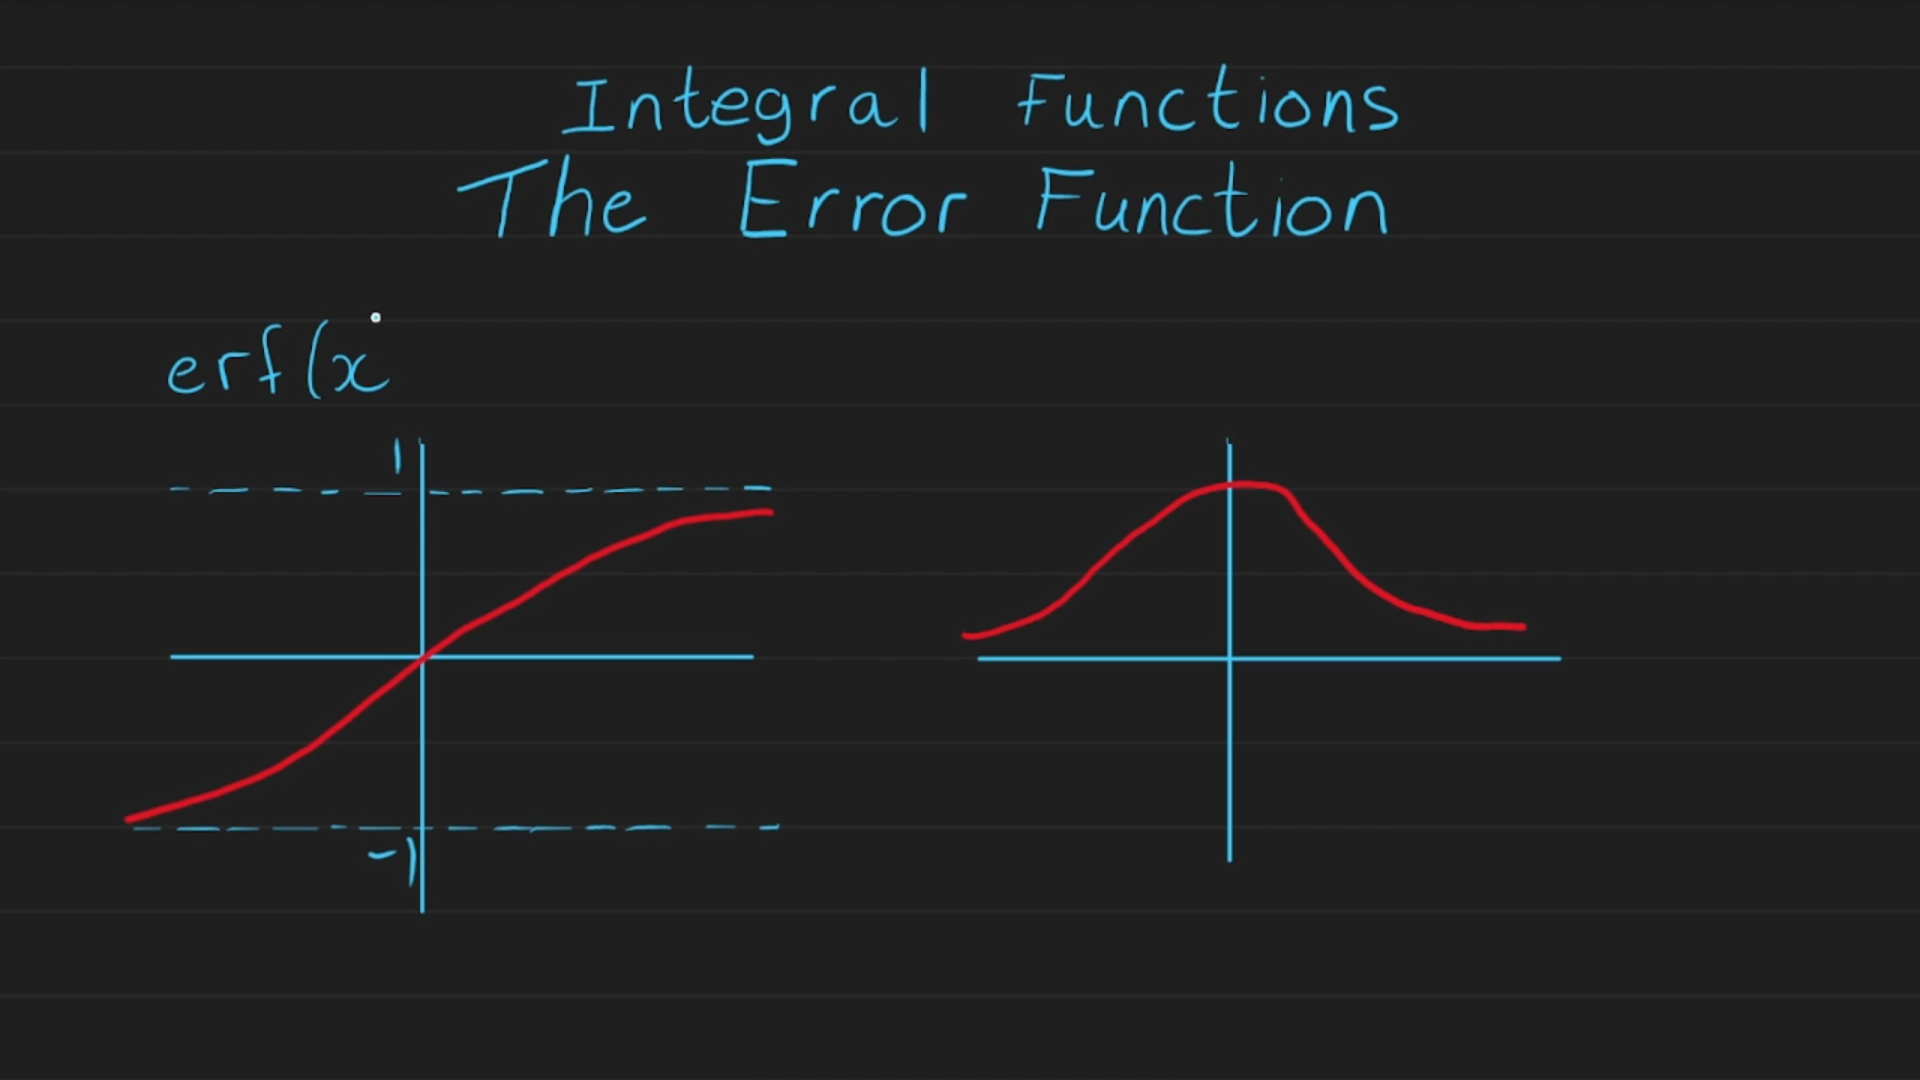 Integral Functions
The Error Function
erf(x
1
-1